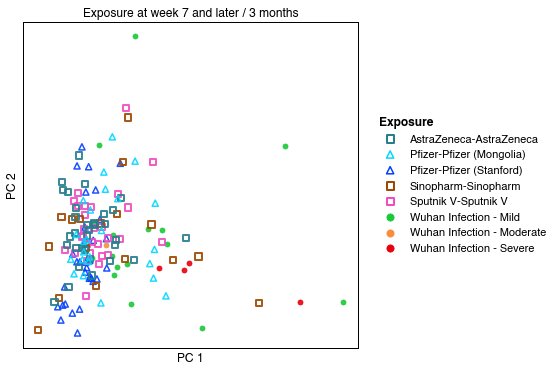 Exposure at week 7 and later / 3 months
PC 2
PC 1
Exposure
AstraZeneca-AstraZeneca
Pfizer-Pfizer (Mongolia)
Pfizer-Pfizer (Stanford)
Sinopharm-Sinopharm
Sputnik V-Sputnik V
Wuhan Infection - Mild
Wuhan Infection - Moderate
Wuhan Infection - Severe